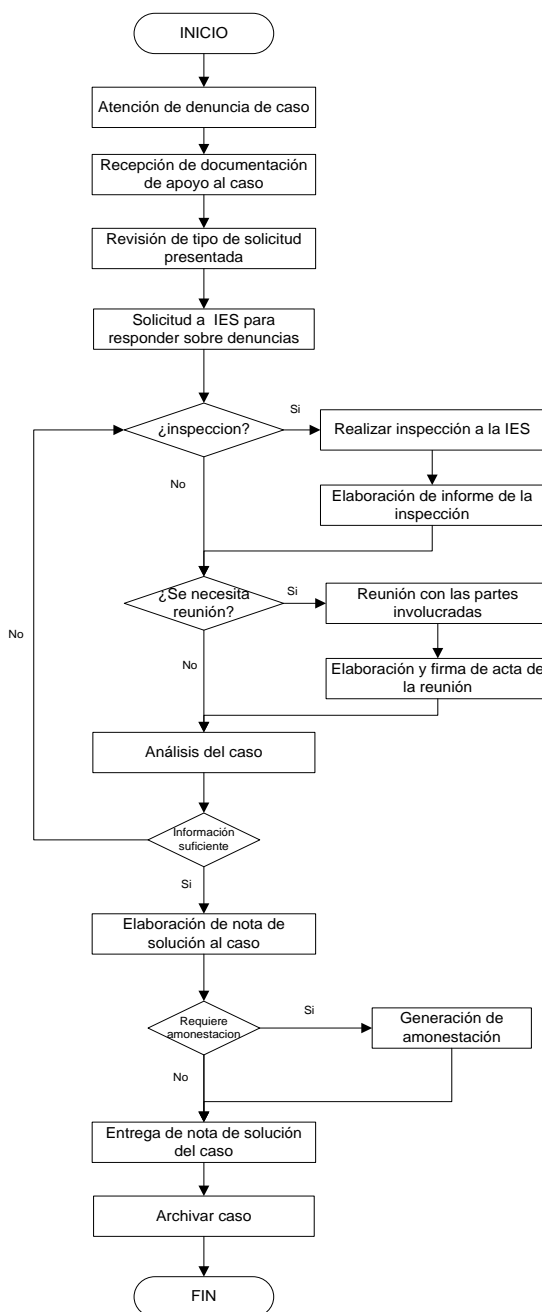 INICIO
Atención de denuncia de caso
Recepción de documentación
de apoyo al caso
Revisión de tipo de solicitud
presentada
Solicitud a IES para
responder sobre denuncias
¿inspeccion?
Si
Realizar inspección a la IES
No
Elaboración de informe de la
inspección
¿Se necesita
reunión?
Si
Reunión con las partes
involucradas
No
No
Elaboración y firma de acta de
la reunión
Análisis del caso
Información
suficiente
Si
Elaboración de nota de
solución al caso
Requiere
amonestacion
Si
Generación de
amonestación
No
Entrega de nota de solución
del caso
Archivar caso
FIN